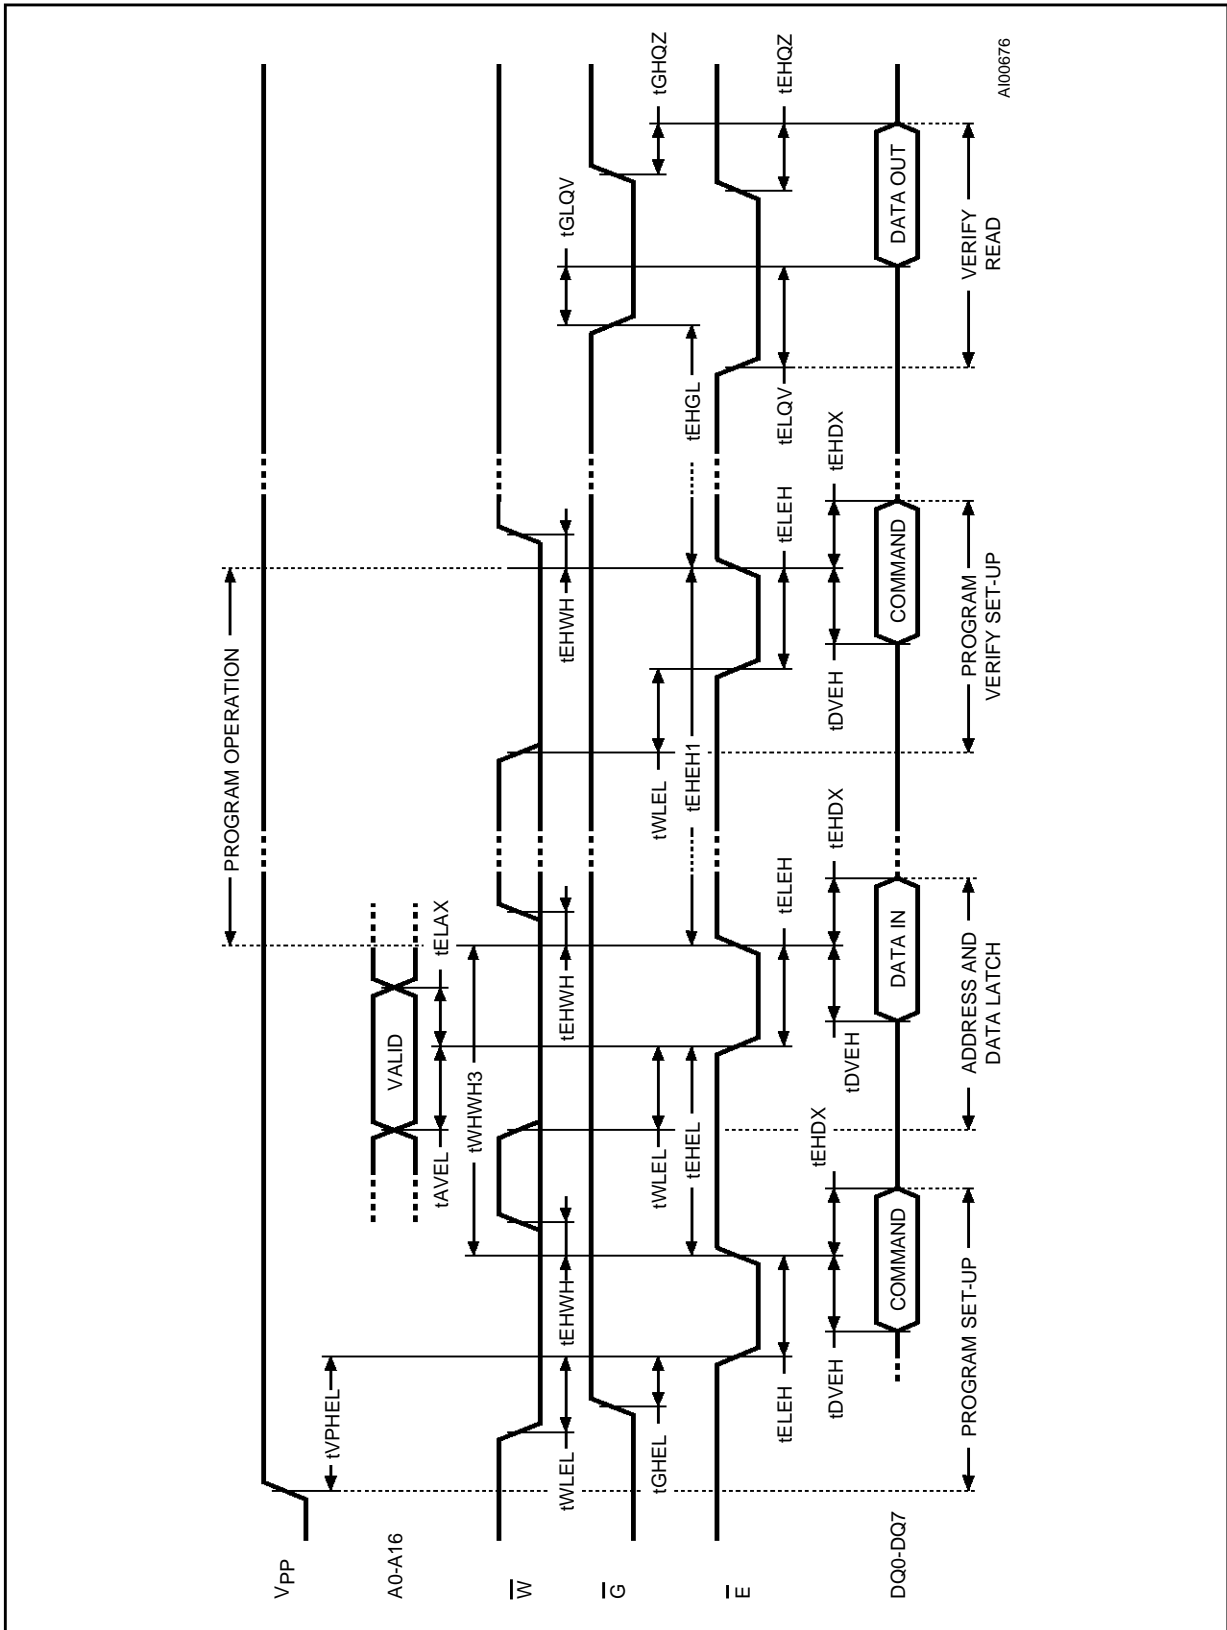 VPP
A0-A16
W
G
E
DQ0-DQ7
PROGRAM OPERATION
tVPHEL
VALID
tAVEL
tELAX
tWHWH3
tWLEL
tEHWH
tEHWH
tEHWH
tGLQV
tGHQZ
tGHEL
tWLEL
tWLEL
tEHEL
tEHEH1
tEHGL
tELEH
tELEH
tELEH
tELQV
tEHQZ
tDVEH
tEHDX
tDVEH
tEHDX
tDVEH
tEHDX
COMMAND
DATA IN
COMMAND
DATA OUT
PROGRAM SET-UP
ADDRESS AND
DATA LATCH
PROGRAM
VERIFY SET-UP
VERIFY
READ
AI00676